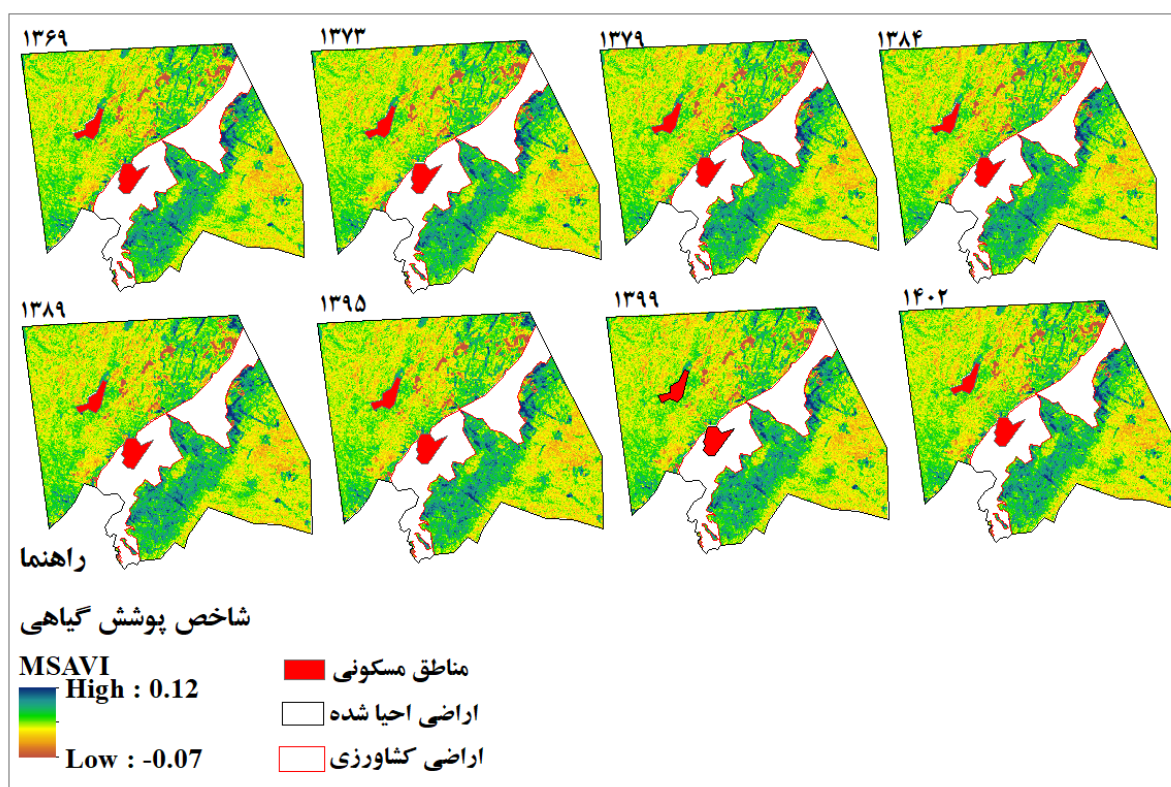 ۱۳۶۹
۱۳۷۳
۱۳۷۹
۱۳۸۴
۱۳۸۹
۱۳۹۵
۱۳۹۹
۱۴۰۲
راهنما
شاخص پوشش گیاهی
MSAVI
High : 0.12
Low : -0.07
مناطق مسکونی
اراضی احیا شده
اراضی کشاورزی